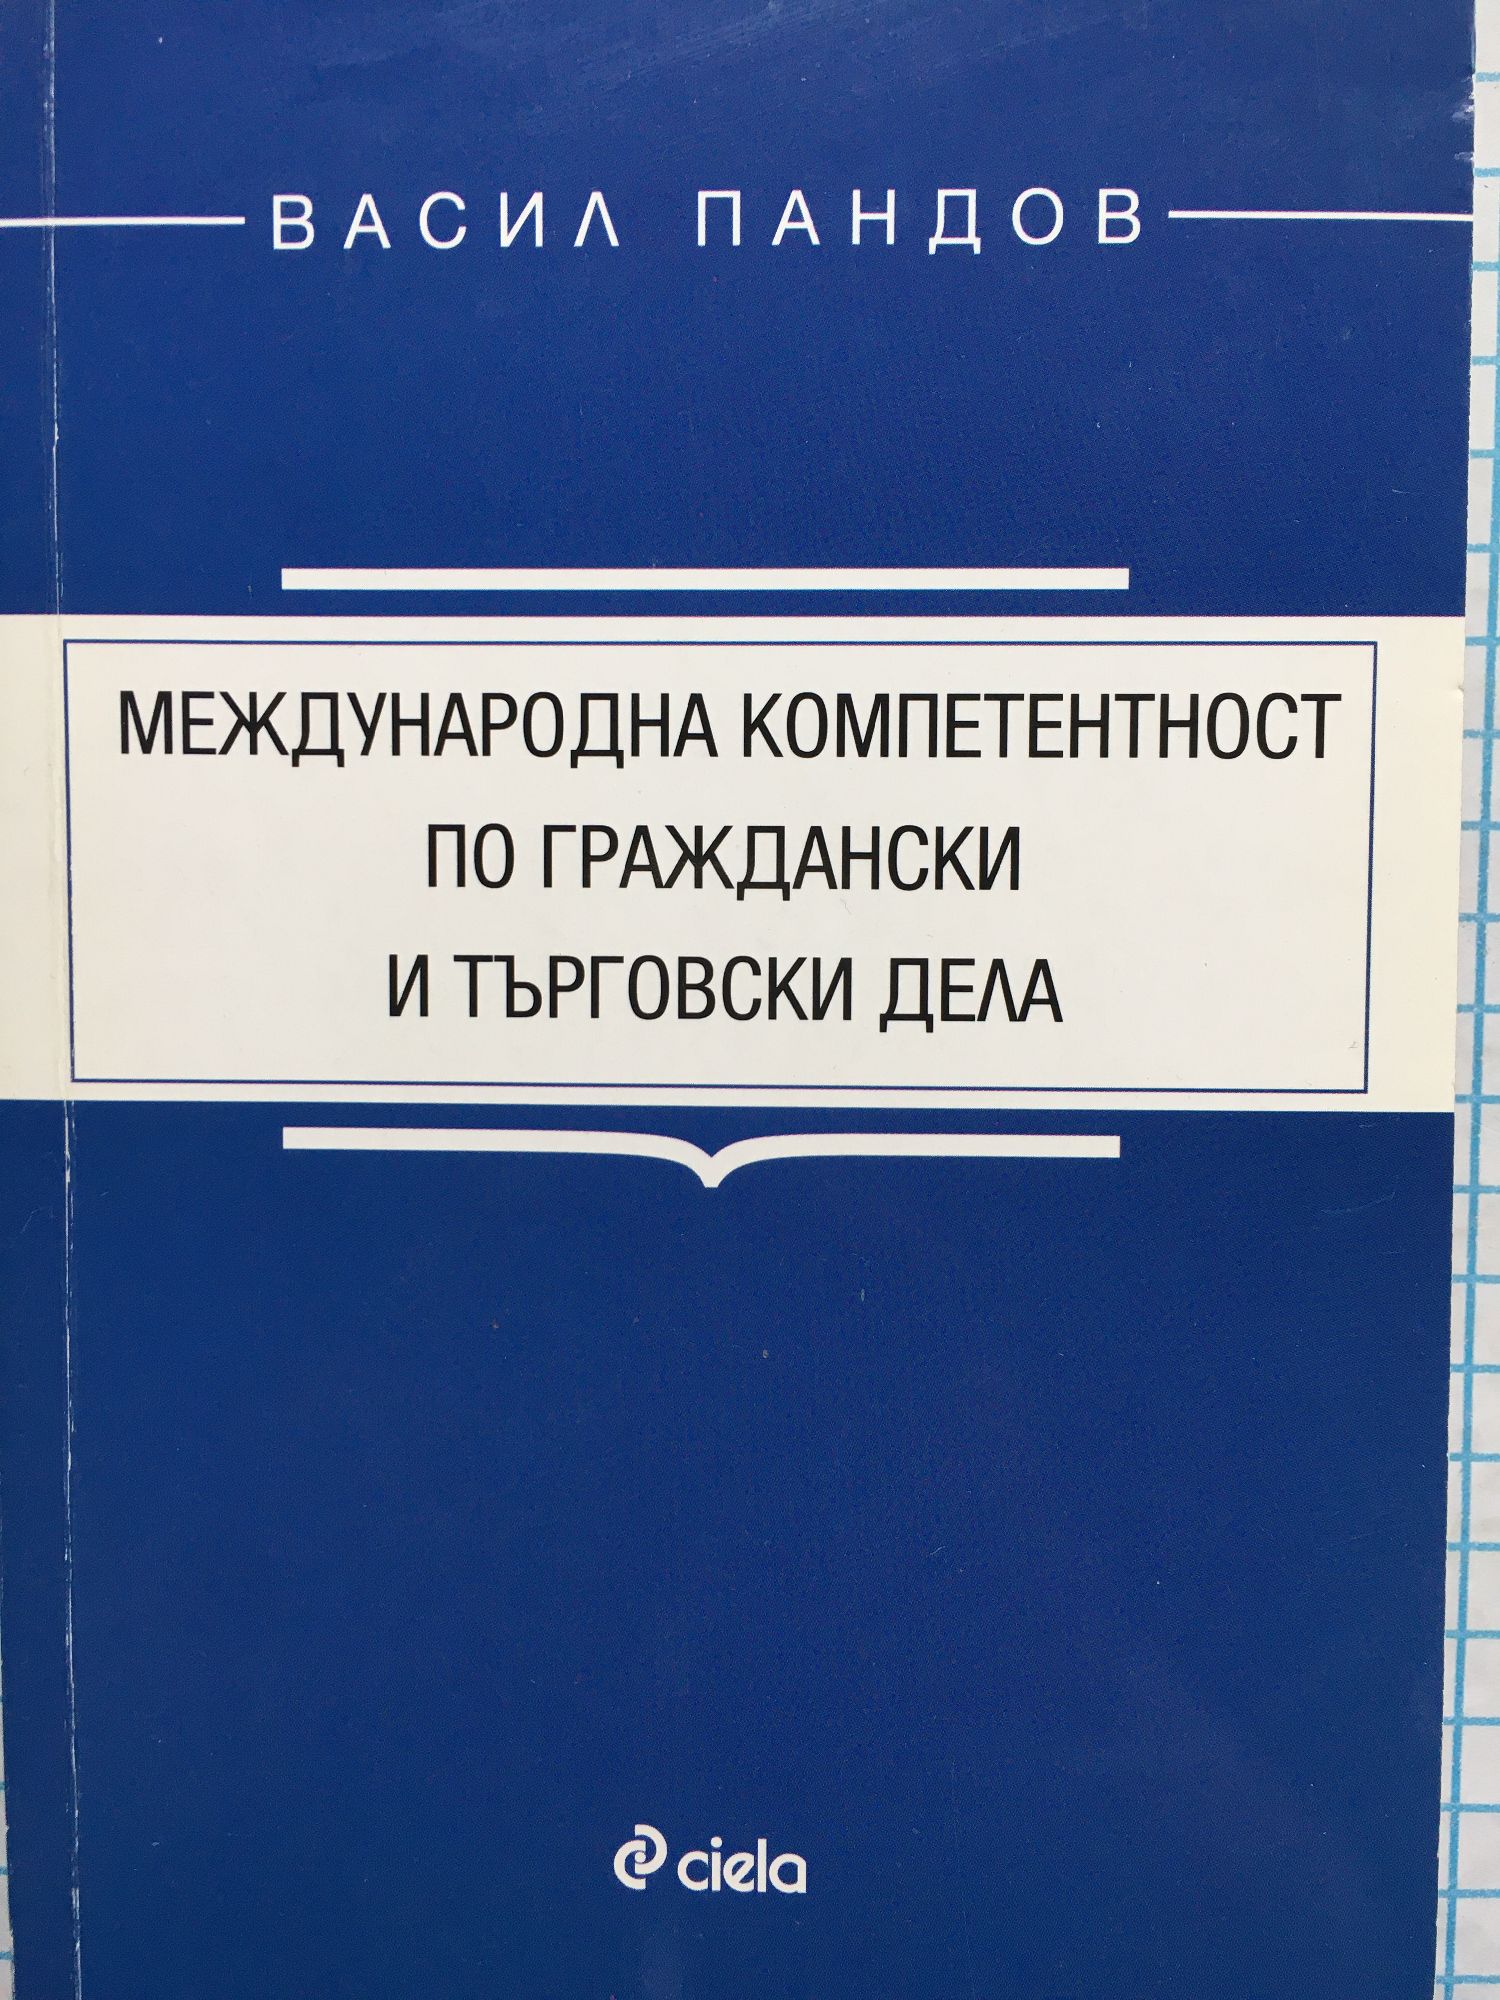 ВАСИЛ ПАНДОВ
МЕЖДУНАРОДНА КОМПЕТЕНТНОСТ
ПО ГРАЖДАНСКИ
И ТЪРГОВСКИ ДЕЛА
ciela